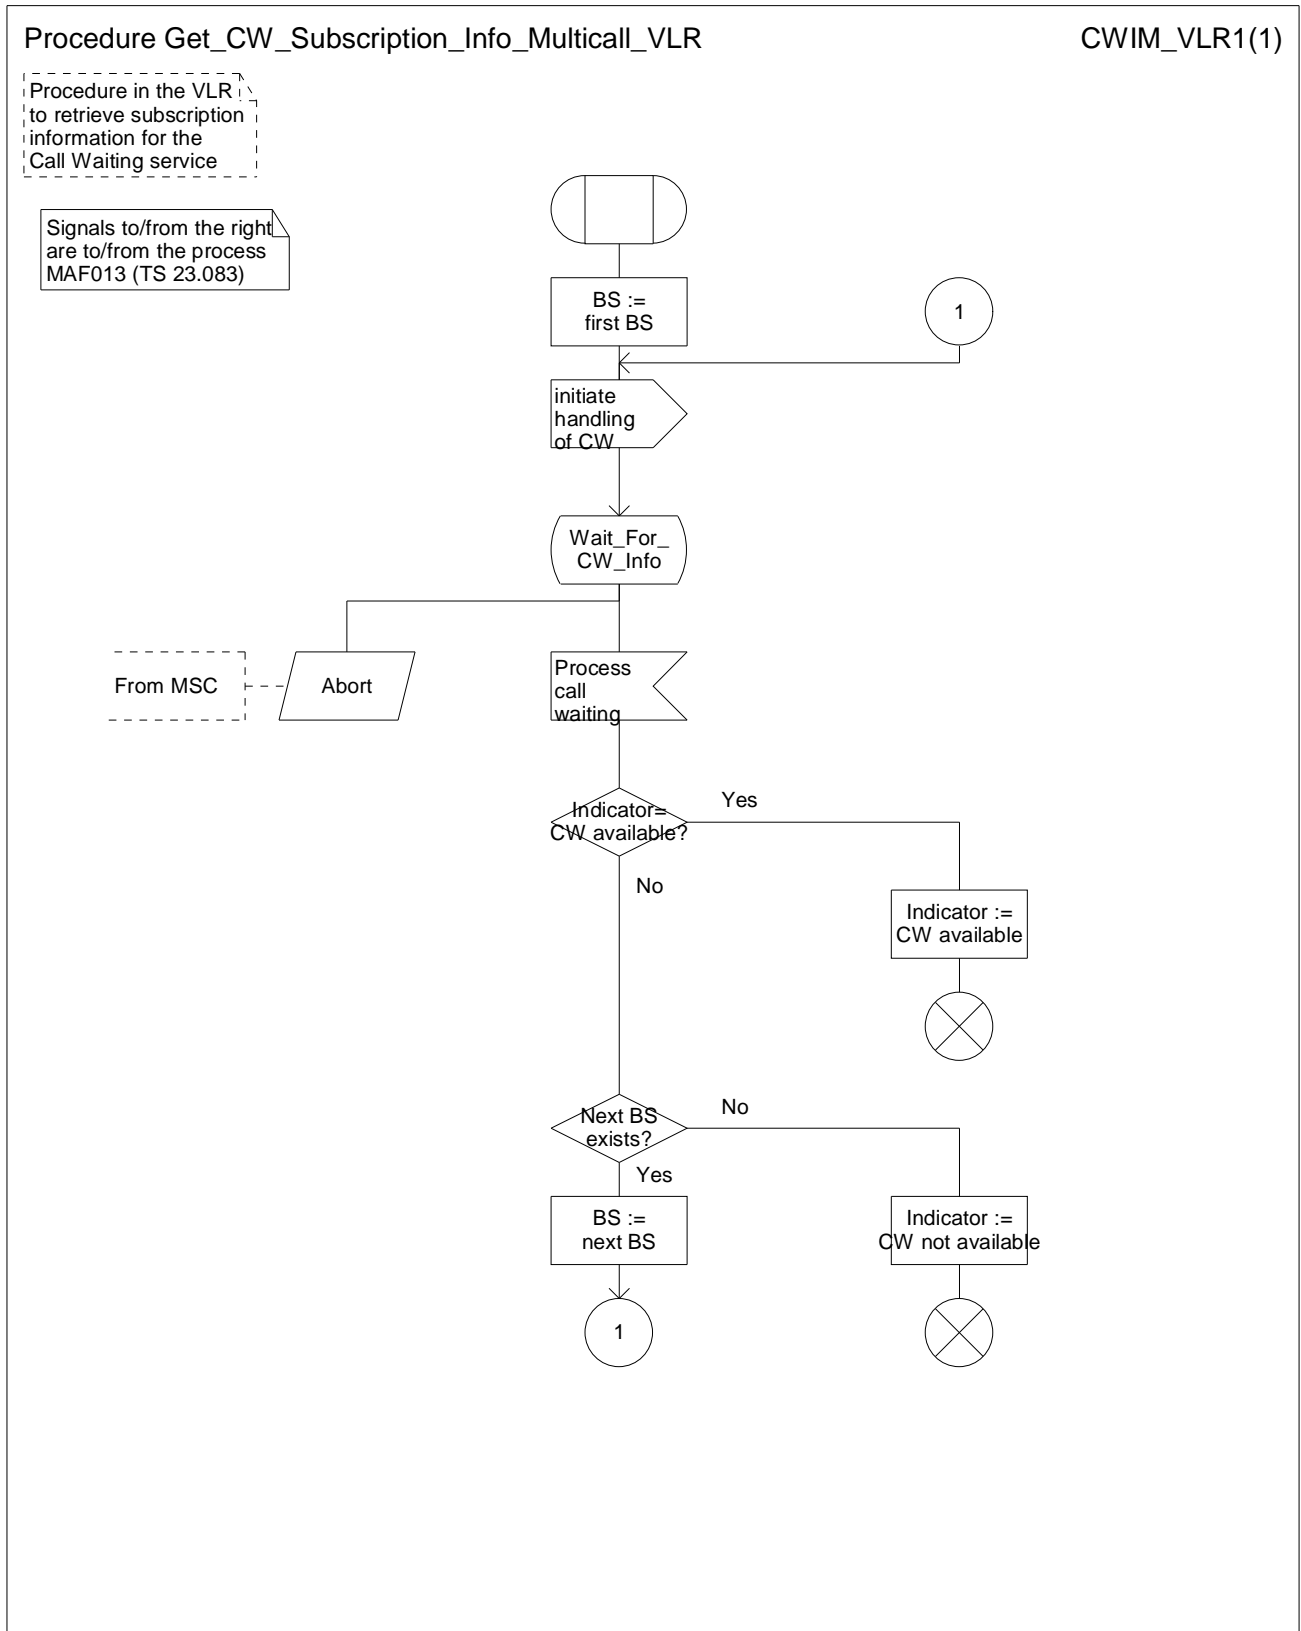 Procedure Get_CW_Subscription_Info_Multicall_VLR
CWIM_VLR1(1)
Procedure in the VLR
to retrieve subscription
information for the
Call Waiting service
Signals to/from the right
are to/from the process
MAF013 (TS 23.083)
BS :=
first BS
1
initiate
handling
of CW
Wait_For_
CW_Info
From MSC
Abort
Process
call
waiting
Indicator=
CW available?
Yes
No
Indicator :=
CW available
Next BS
exists?
No
Yes
BS :=
next BS
Indicator :=
CW not available
1